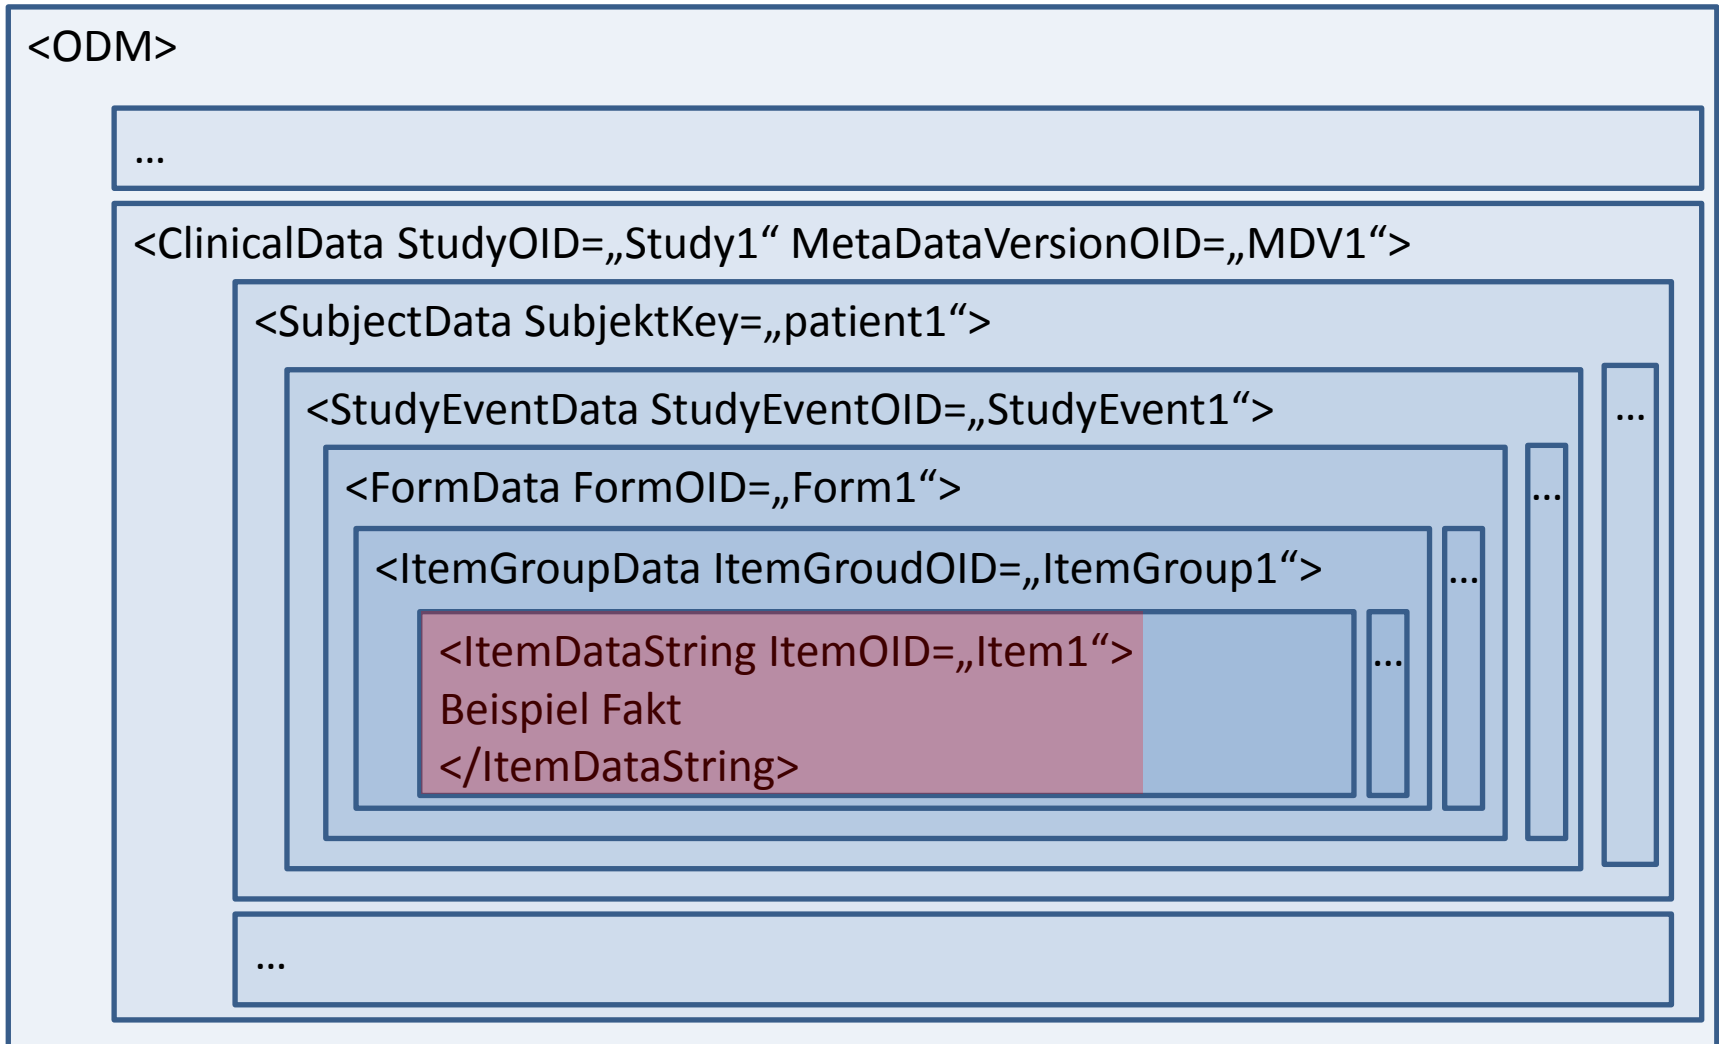 <ODM>
...
<ClinicalData StudyOID=„Study1“ MetaDataVersionOID=„MDV1“>
<SubjectData SubjektKey=„patient1“>
<StudyEventData StudyEventOID=„StudyEvent1“>
...
<FormData FormOID=„Form1“>
...
<ItemGroupData ItemGroudOID=„ItemGroup1“>
...
<ItemDataString ItemOID=„Item1“>
...
Beispiel Fakt
</ItemDataString>
...